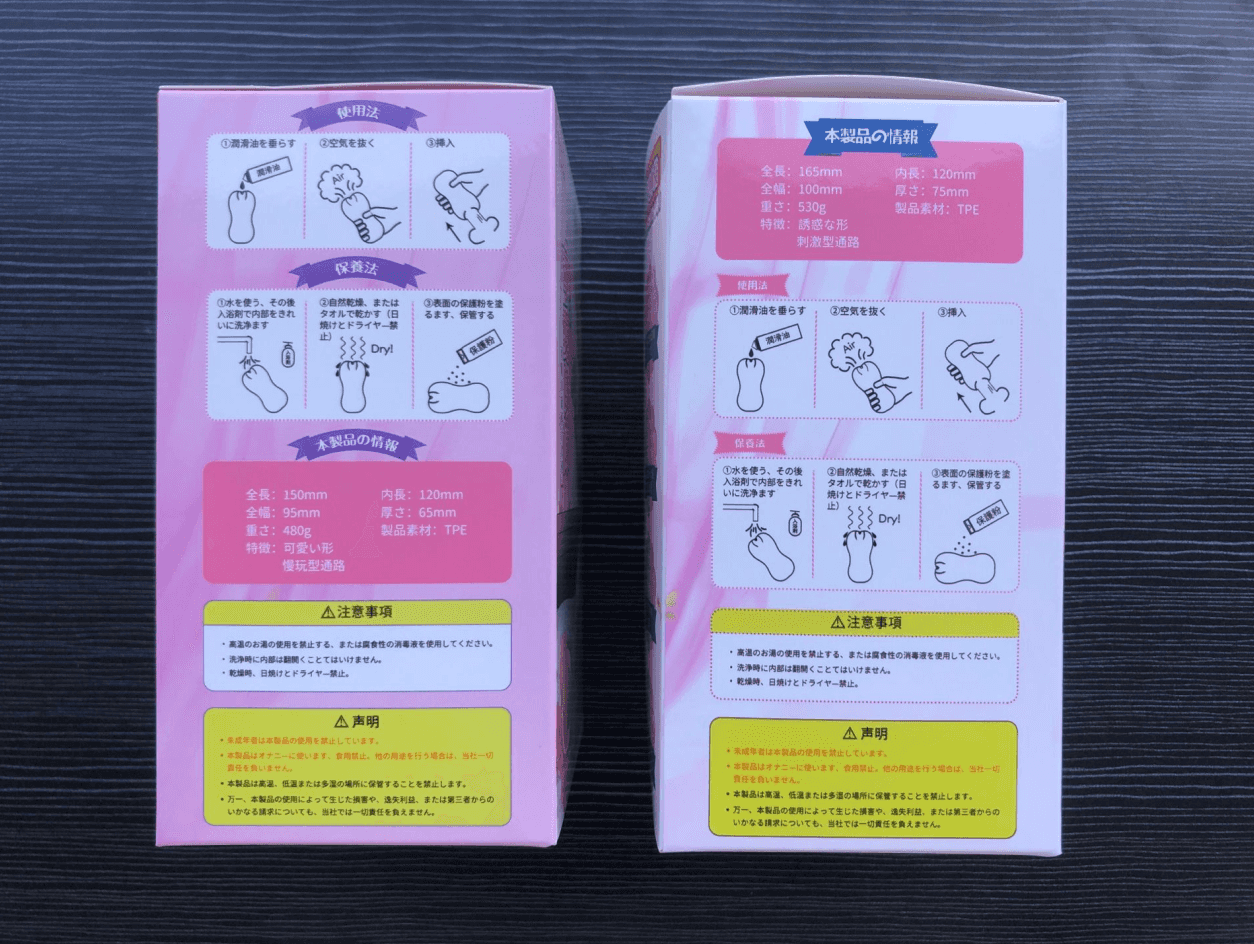 使用法
①潤滑油を垂らす
②空気を抜く
③挿入
潤滑油
Air
保養法
①水を使う、その後
入浴剤で内部をきれ
いに洗浄ます
②自然乾燥、または
タオルで乾かす（日
焼けとドライヤー禁
止）
③表面の保護粉を塗
るます、保管する
入浴剤
Dry!
保護粉
本製品の情報
全長：150mm
全幅：95mm
重さ：480g
特徴：可愛い形
慢玩型通路
内長：120mm
厚さ：65mm
製品素材：TPE
⚠注意事項
・高温のお湯の使用を禁止する、または腐食性の消毒液を使用してください。
・洗浄時に内部は翻開くことてはいけません。
・乾燥時、日焼けとドライヤー禁止。
⚠声明
・未成年者は本製品の使用を禁止しています。
・本製品はオナニーに使います、食用禁止。他の用途を行う場合は、当社一切
責任を負いません。
・本製品は高温、低温または多湿の場所に保管することを禁止します。
・万一、本製品の使用によって生じた損害や、逸失利益、または第三者からの
いかなる請求についても、当社では一切責任を負えません。
本製品の情報
全長：165mm
全幅：100mm
重さ：530g
特徴：誘惑な形
刺激型通路
内長：120mm
厚さ：75mm
製品素材：TPE
使用法
①潤滑油を垂らす
②空気を抜く
③挿入
潤滑油
Air
保養法
①水を使う、その後
入浴剤で内部をきれ
いに洗浄ます
②自然乾燥、または
タオルで乾かす（日
焼けとドライヤー禁
止）
③表面の保護粉を塗
るます、保管する
入浴剤
Dry!
保護粉
⚠注意事項
・高温のお湯の使用を禁止する、または腐食性の消毒液を使用してください。
・洗浄時に内部は翻開くことてはいけません。
・乾燥時、日焼けとドライヤー禁止。
⚠声明
・未成年者は本製品の使用を禁止しています。
・本製品はオナニーに使います、食用禁止。他の用途を行う場合は、当社一切
責任を負いません。
・本製品は高温、低温または多湿の場所に保管することを禁止します。
・万一、本製品の使用によって生じた損害や、逸失利益、または第三者からの
いかなる請求についても、当社では一切責任を負えません。